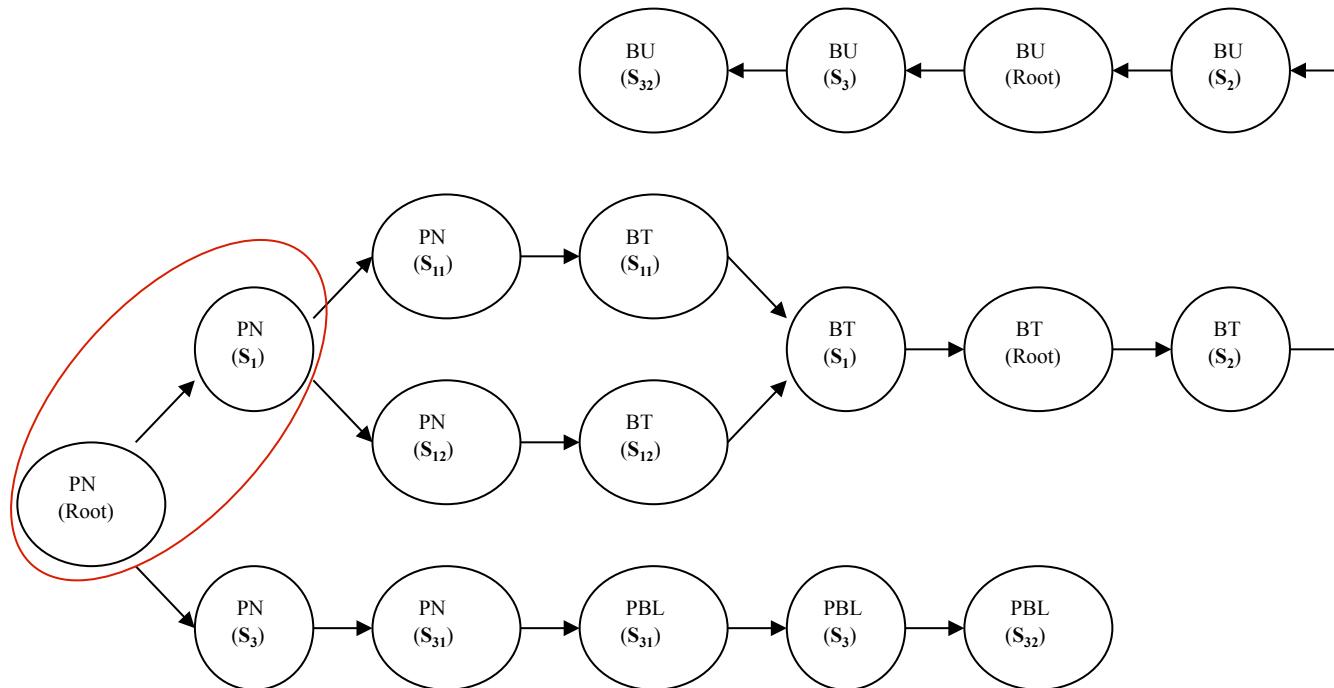 BU
(S₃₂)
BU
(S₃)
BU
(Root)
BU
(S₂)
PN
(S₁₁)
BT
(S₁₁)
PN
(S₁)
BT
(S₁)
BT
(Root)
BT
(S₂)
PN
(S₁₂)
BT
(S₁₂)
PN
(Root)
PN
(S₃)
PN
(S₃₁)
PBL
(S₃₁)
PBL
(S₃)
PBL
(S₃₂)